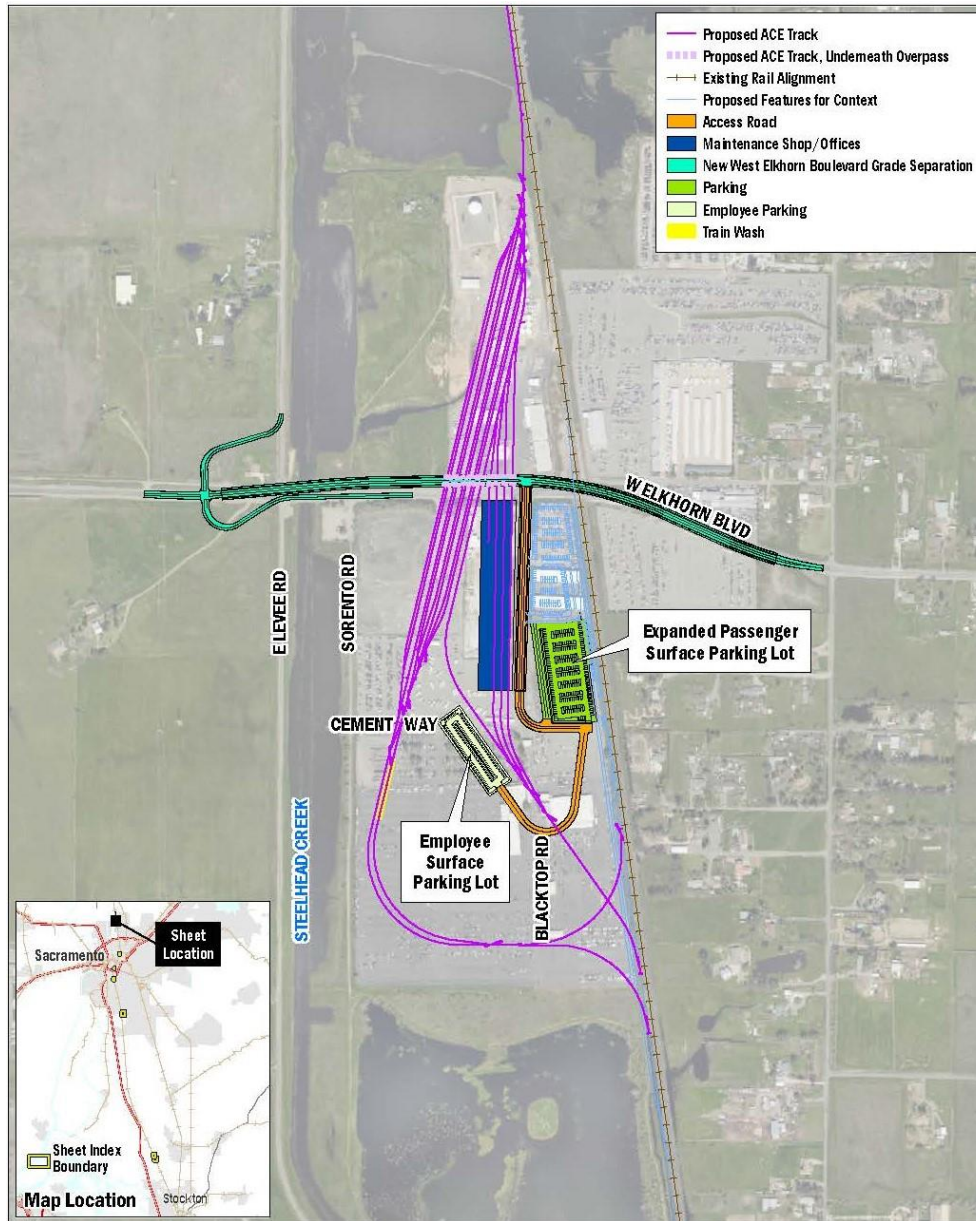 Proposed ACE Track
Proposed ACE Track, Underneath Overpass
Existing Rail Alignment
Proposed Features for Context
Access Road
Maintenance Shop/Offices
New West Elkhorn Boulevard Grade Separation
Parking
Employee Parking
Train Wash
W ELKHORN BLVD
E LEVEE RD
SORENTO RD
Expanded Passenger
Surface Parking Lot
CEMENT WAY
Employee
Surface
Parking Lot
STEELHEAD CREEK
BLACKTOP RD
Sheet
Location
Sacramento
Sheet Index
Boundary
Map Location
Stockton